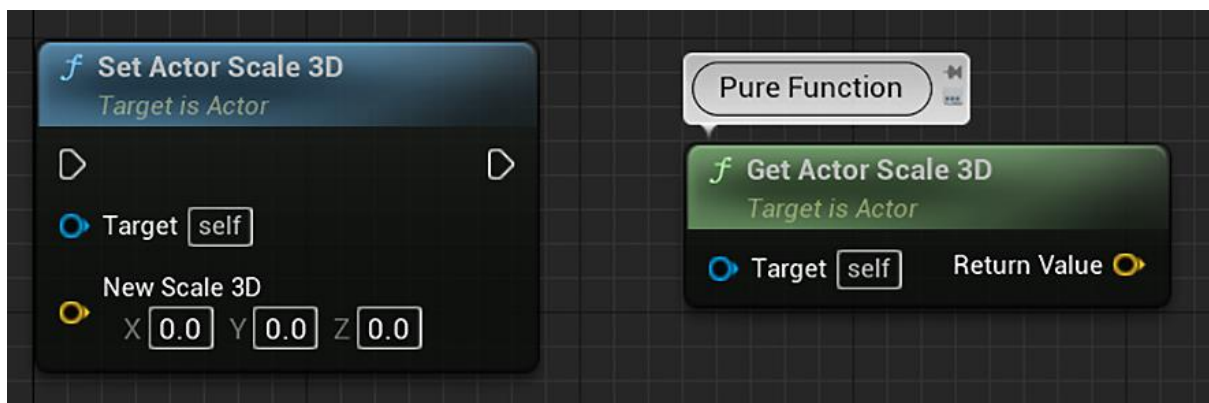 f Set Actor Scale 3D
Target is Actor
Target self
New Scale 3D
X 0.0 Y 0.0 Z 0.0
Pure Function
f Get Actor Scale 3D
Target is Actor
Target self Return Value